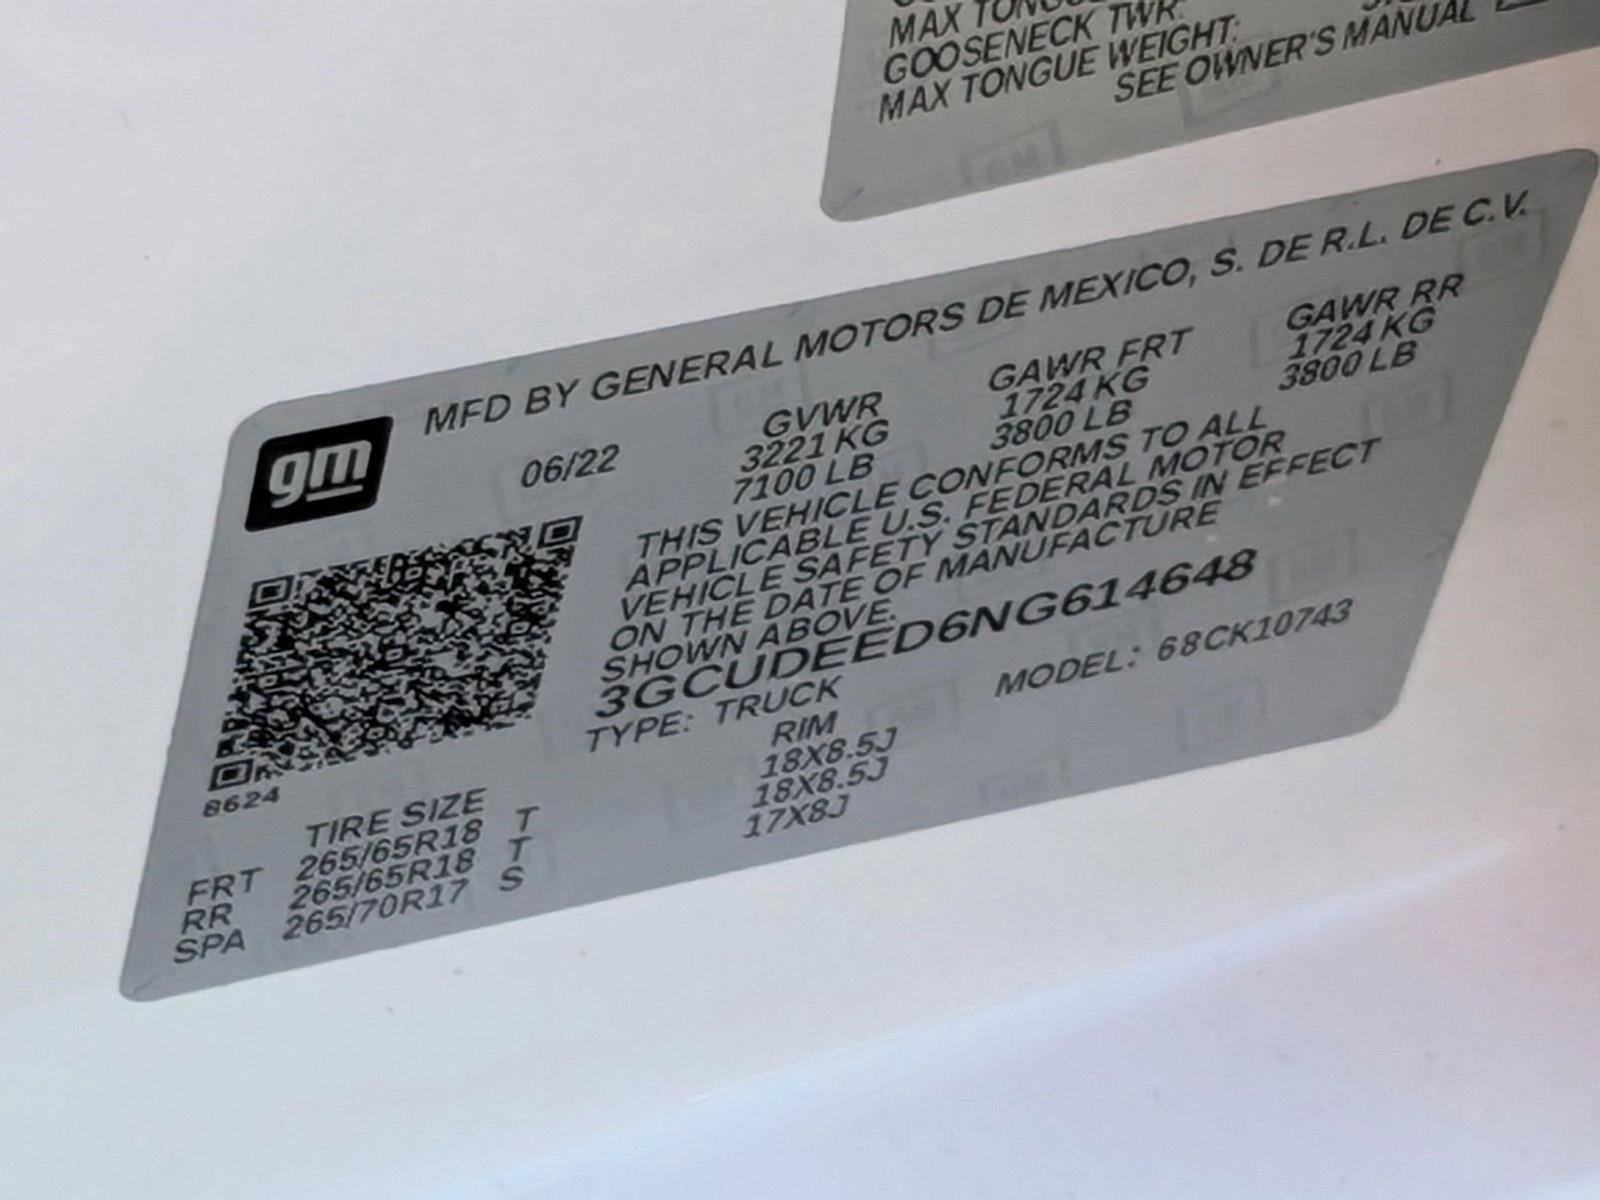 MAX TONGUE
GOOSENECK TWR:
MAX TONGUE WEIGHT:
SEE OWNER'S MANUAL
gm
MFD BY GENERAL MOTORS DE MEXICO, S. DE R.L. DE C.V.
06/22 GVWR GAWR FRT GAWR RR
3221 KG 1724 KG 1724 KG
7100 LB 3800 LB 3800 LB
THIS VEHICLE CONFORMS TO ALL
APPLICABLE U.S. FEDERAL MOTOR
VEHICLE SAFETY STANDARDS IN EFFECT
ON THE DATE OF MANUFACTURE
SHOWN ABOVE.
3GCUDEED6NG614648
TYPE: TRUCK MODEL: 68CK10743
8624
TIRE SIZE RIM
FRT 265/65R18 T 18X8.5J
RR 265/65R18 T 18X8.5J
SPA 265/70R17 S 17X8J